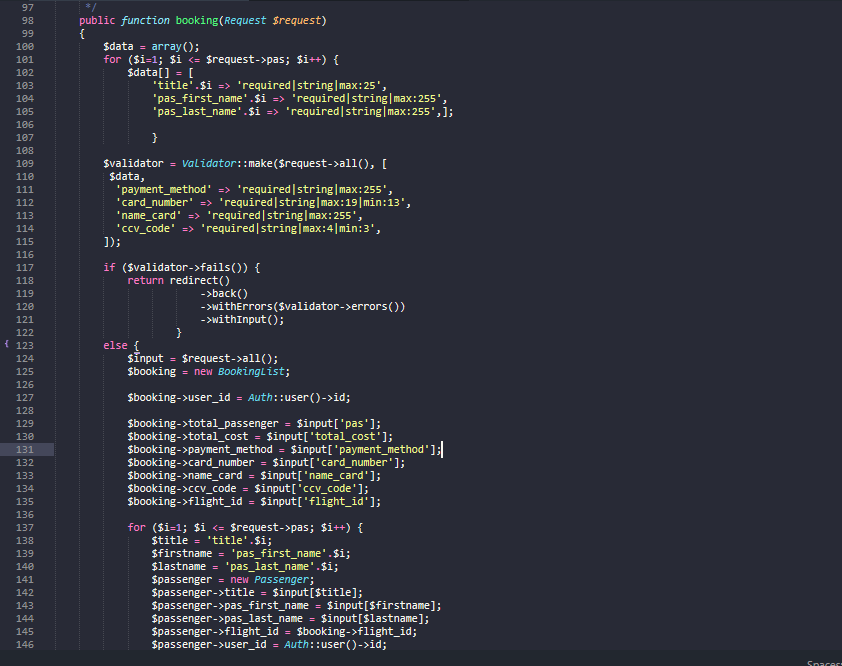 97 */
98 public function booking(Request $request)
99 {
100 $data = array();
101 for ($i=1; $i <= $request->pas; $i++) {
102 $data[] = [
103 'title'.$i => 'required|string|max:25',
104 'pas_first_name'.$i => 'required|string|max:255',
105 'pas_last_name'.$i => 'required|string|max:255',];
106
107 }
108
109 $validator = Validator::make($request->all(), [
110 $data,
111 'payment_method' => 'required|string|max:255',
112 'card_number' => 'required|string|max:19|min:13',
113 'name_card' => 'required|string|max:255',
114 'ccv_code' => 'required|string|max:4|min:3',
115 ]);
116
117 if ($validator->fails()) {
118 return redirect()
119 ->back()
120 ->withErrors($validator->errors())
121 ->withInput();
122 }
{ 123 else {
124 $input = $request->all();
125 $booking = new BookingList;
126
127 $booking->user_id = Auth::user()->id;
128
129 $booking->total_passenger = $input['pas'];
130 $booking->total_cost = $input['total_cost'];
131 $booking->payment_method = $input['payment_method'];
132 $booking->card_number = $input['card_number'];
133 $booking->name_card = $input['name_card'];
134 $booking->ccv_code = $input['ccv_code'];
135 $booking->flight_id = $input['flight_id'];
136
137 for ($i=1; $i <= $request->pas; $i++) {
138 $title = 'title'.$i;
139 $firstname = 'pas_first_name'.$i;
140 $lastname = 'pas_last_name'.$i;
141 $passenger = new Passenger;
142 $passenger->title = $input[$title];
143 $passenger->pas_first_name = $input[$firstname];
144 $passenger->pas_last_name = $input[$lastname];
145 $passenger->flight_id = $booking->flight_id;
146 $passenger->user_id = Auth::user()->id;